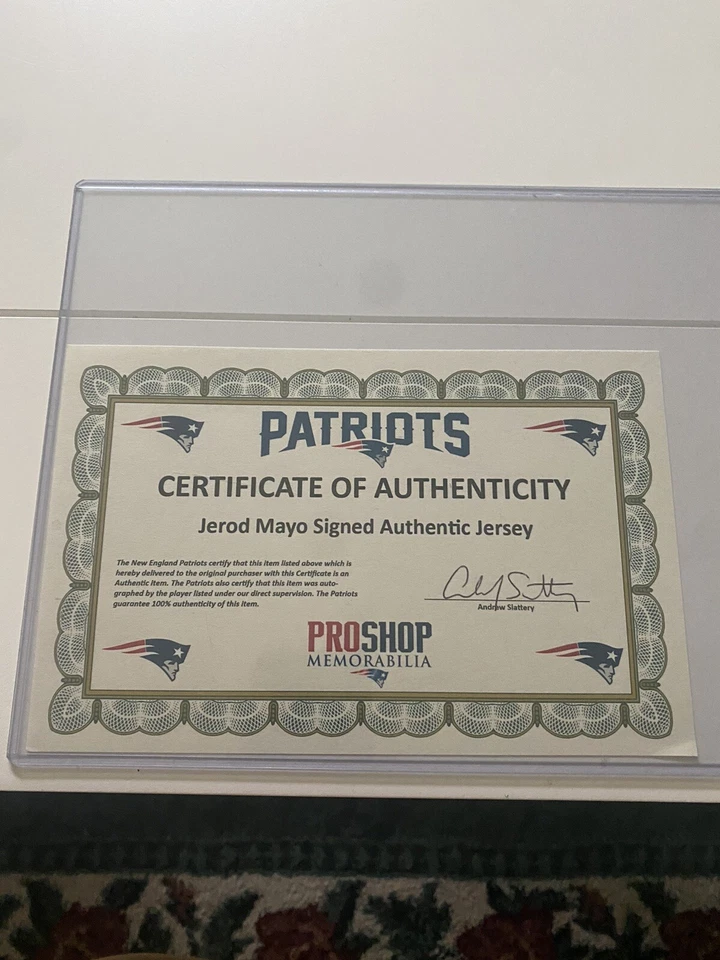 PATRIOTS
CERTIFICATE OF AUTHENTICITY
Jerod Mayo Signed Authentic Jersey
The New England Patriots certify that this item listed above which is
hereby delivered to the original purchaser with this Certificate is an
Authentic Item. The Patriots also certify that this item was auto-
graphed by the player listed under our direct supervision. The Patriots
guarantee 100% authenticity of this item.
Andrew Slattery
PROSHOP
MEMORABILIA